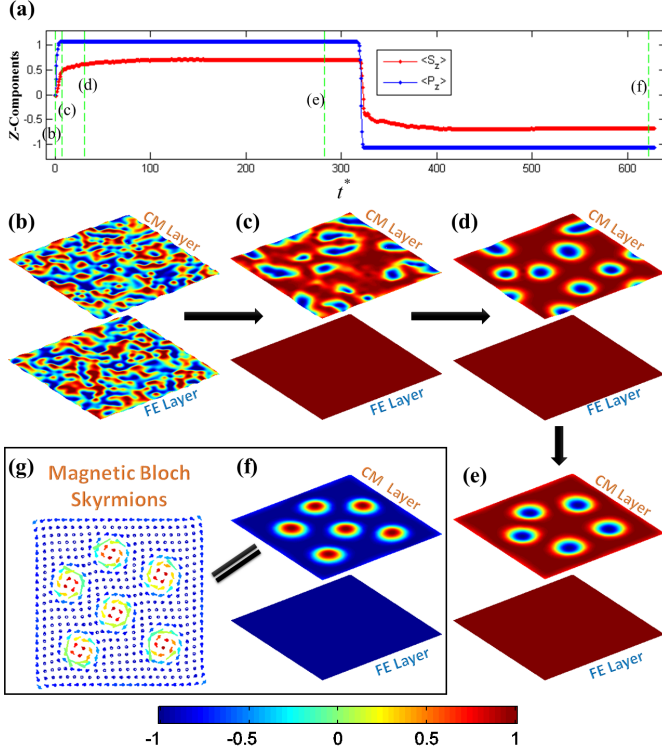 (a)
Z-Components
1
0.5
0
-0.5
-1
<S_z>
<P_z>
(b)
(c)
(d)
(e)
(f)
0
100
200
300
400
500
600
t*
(b)
CM Layer
FE Layer
(c)
CM Layer
FE Layer
(d)
CM Layer
FE Layer
(g)
Magnetic Bloch
Skyrmions
(f)
CM Layer
FE Layer
(e)
CM Layer
FE Layer
-1
-0.5
0
0.5
1